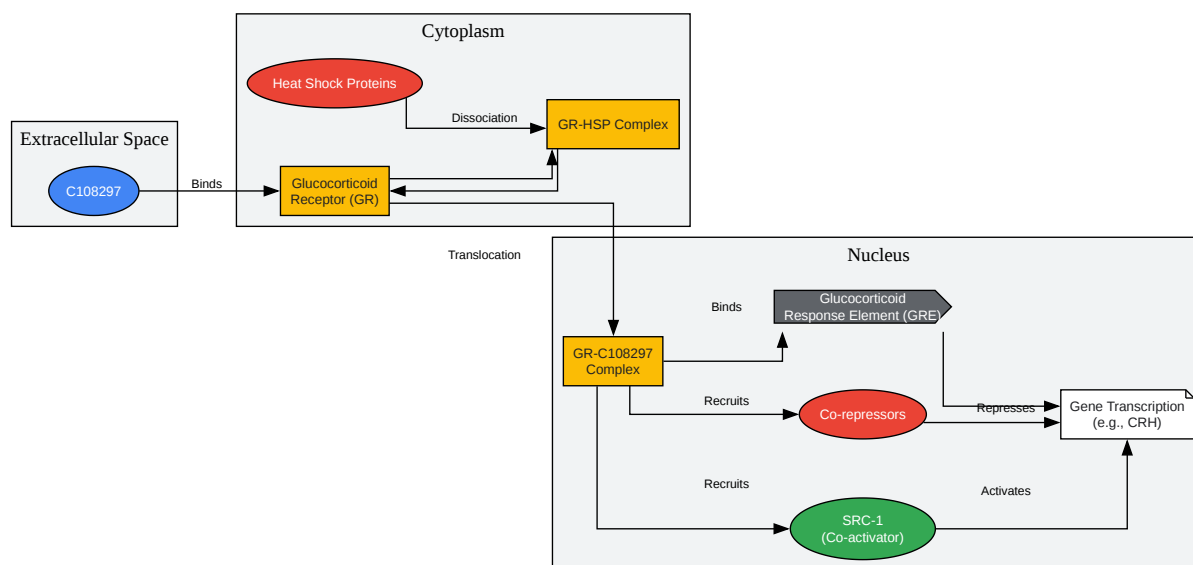 Cytoplasm
Heat Shock Proteins
Dissociation
GR-HSP Complex
Extracellular Space
C108297
Binds
Glucocorticoid
Receptor (GR)
Translocation
Nucleus
Binds
Glucocorticoid
Response Element (GRE)
GR-C108297
Complex
Recruits
Co-repressors
Represses
Gene Transcription
(e.g., CRH)
Recruits
SRC-1
(Co-activator)
Activates